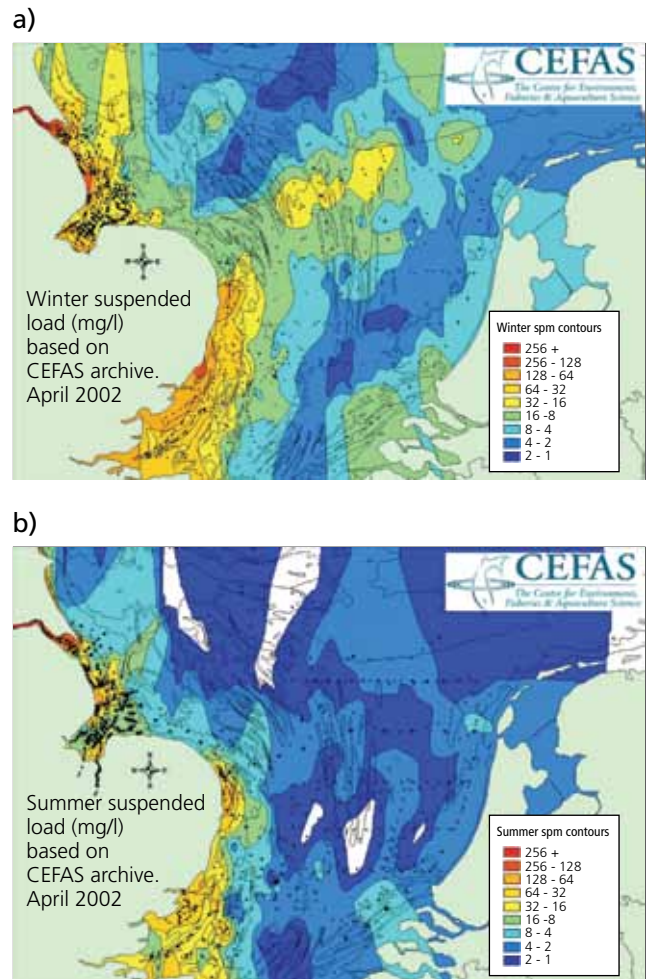 a)
CEFAS
The Centre for Environment,
Fisheries & Aquaculture Science
Winter suspended
load (mg/l)
based on
CEFAS archive.
April 2002
Winter spm contours
256 +
256 - 128
128 - 64
64 - 32
32 - 16
16 -8
8 - 4
4 - 2
2 - 1
b)
CEFAS
The Centre for Environment,
Fisheries & Aquaculture Science
Summer suspended
load (mg/l)
based on
CEFAS archive.
April 2002
Summer spm contours
256 +
256 - 128
128 - 64
64 - 32
32 - 16
16 -8
8 - 4
4 - 2
2 - 1